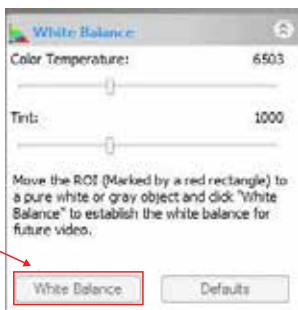 White Balance
Color Temperature: 6503
Tint: 1000
Move the ROI (Marked by a red rectangle) to
a pure white or gray object and click "White
Balance" to establish the white balance for
future video.
White Balance Defaults